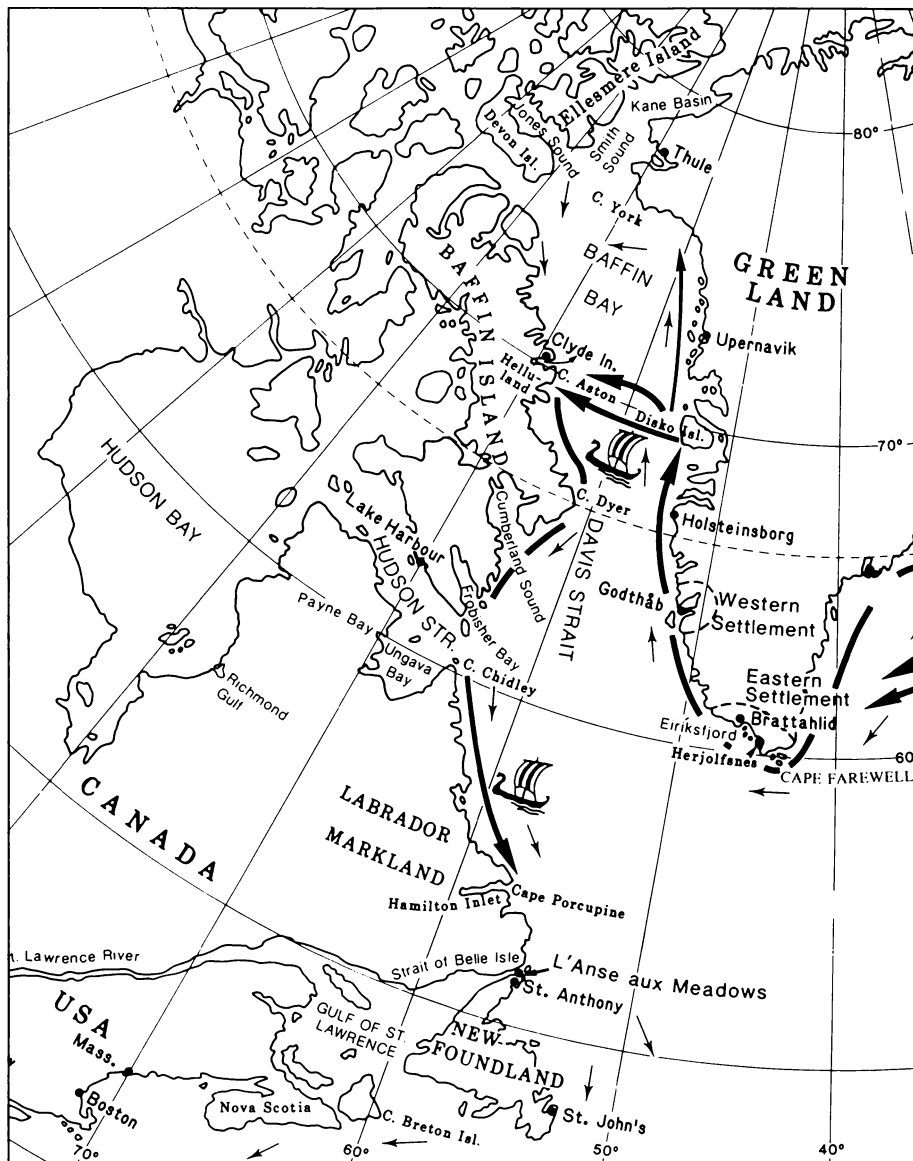 Ellesmere Island
Kane Basin
Jones Sound
Devon Isl.
Smith
Sound
80°
Thule
C. York
BAFFIN
BAY
GREEN
LAND
BAFFIN ISLAND
Upernavik
Clyde In.
Hellu-
land
C. Aston
Disko Isl.
70°
HUDSON BAY
C. Dyer
Holsteinsborg
Lake Harbour
Cumberland Sound
DAVIS STRAIT
HUDSON STR.
Godthåb
Western
Settlement
Payne Bay
Frobisher Bay
Ungava
Bay
C. Chidley
Richmond
Gulf
Eastern
Settlement
Brattahlid
Eiriksfjord
Herjolfsnes
60
CAPE FAREWELL
CANADA
LABRADOR
MARKLAND
Hamilton Inlet
Cape Porcupine
. Lawrence River
Strait of Belle Isle
L'Anse aux Meadows
St. Anthony
USA
Mass.
GULF OF ST.
LAWRENCE
NEW-
FOUNDLAND
Boston
Nova Scotia
C. Breton Isl.
St. John's
70°
60°
50°
40°